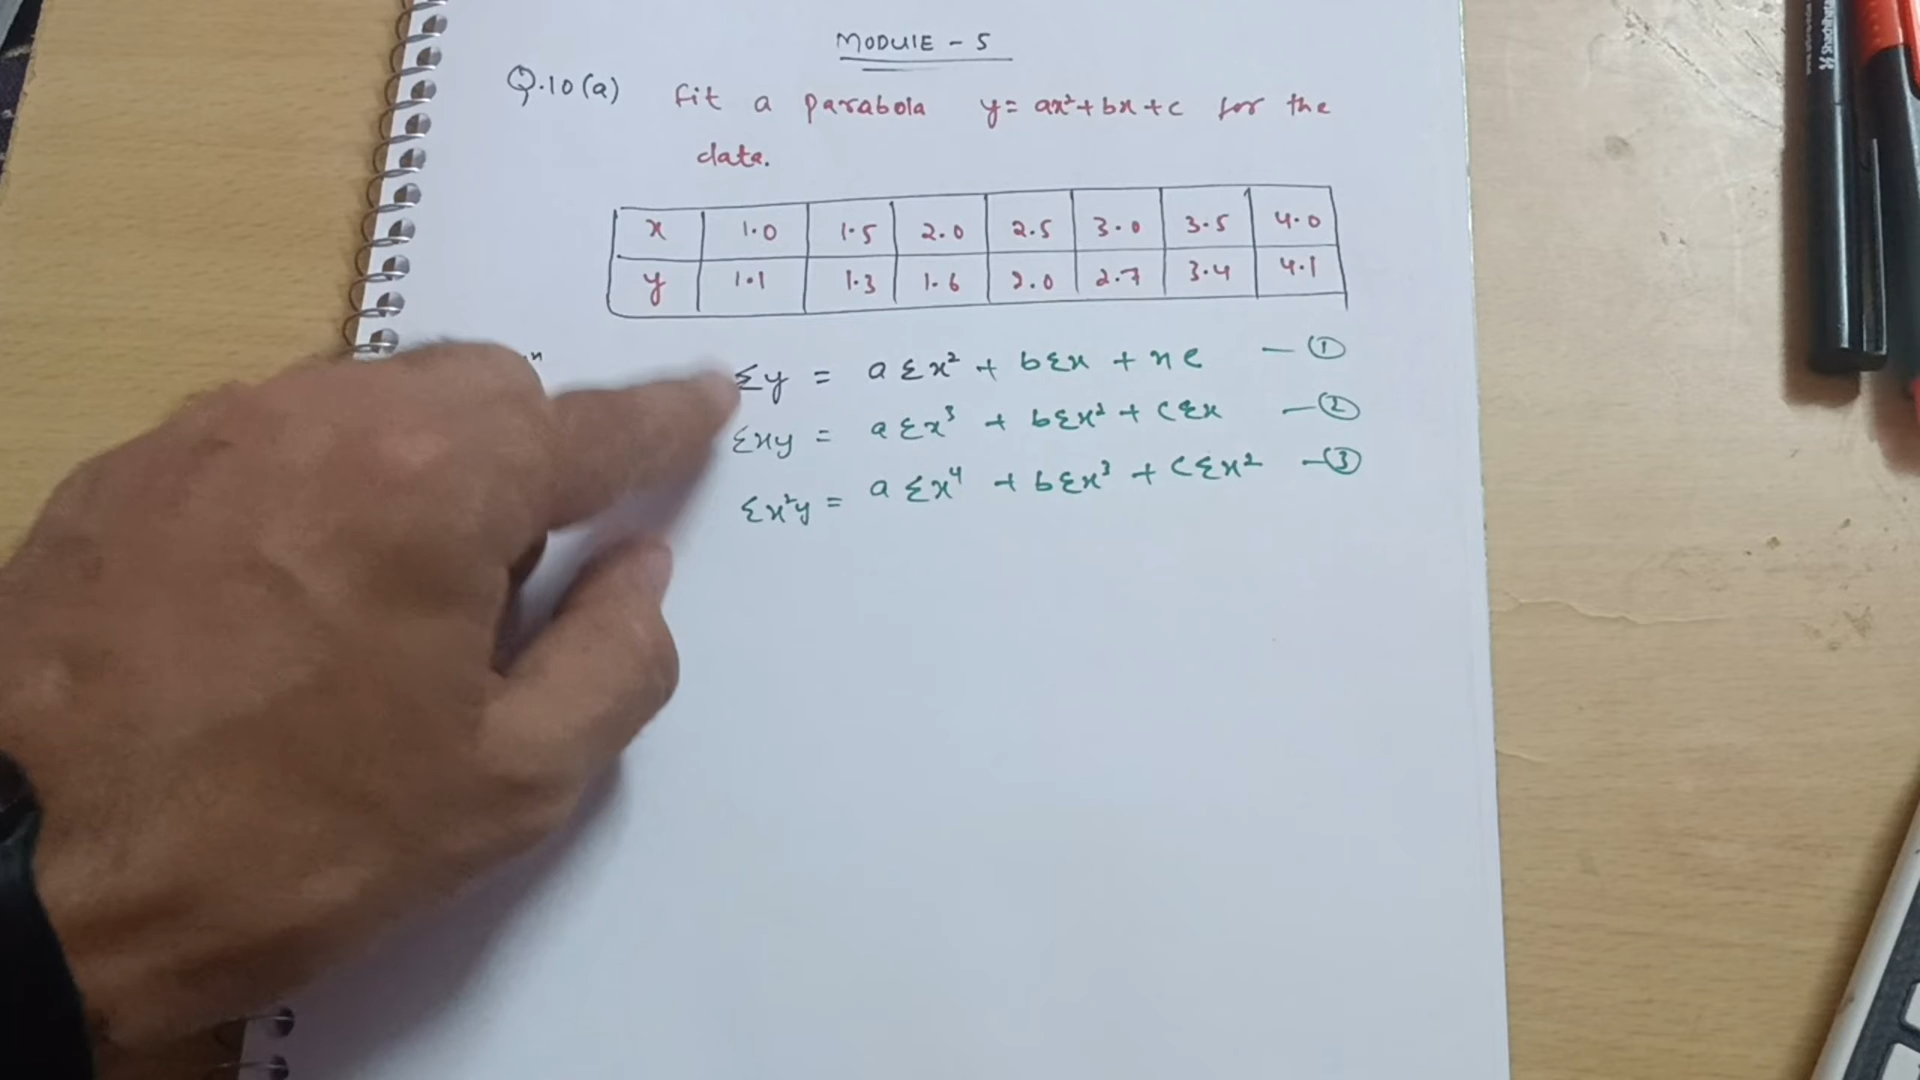 MODULE - 5
Q.10(a) Fit a parabola y = ax² + bx + c for the
data.
x 1.0 1.5 2.0 2.5 3.0 3.5 4.0
y 1.1 1.3 1.6 2.0 2.7 3.4 4.1
Σy = aΣx² + bΣx + nc — ①
Σxy = aΣx³ + bΣx² + cΣx — ②
Σx²y = aΣx⁴ + bΣx³ + cΣx² — ③